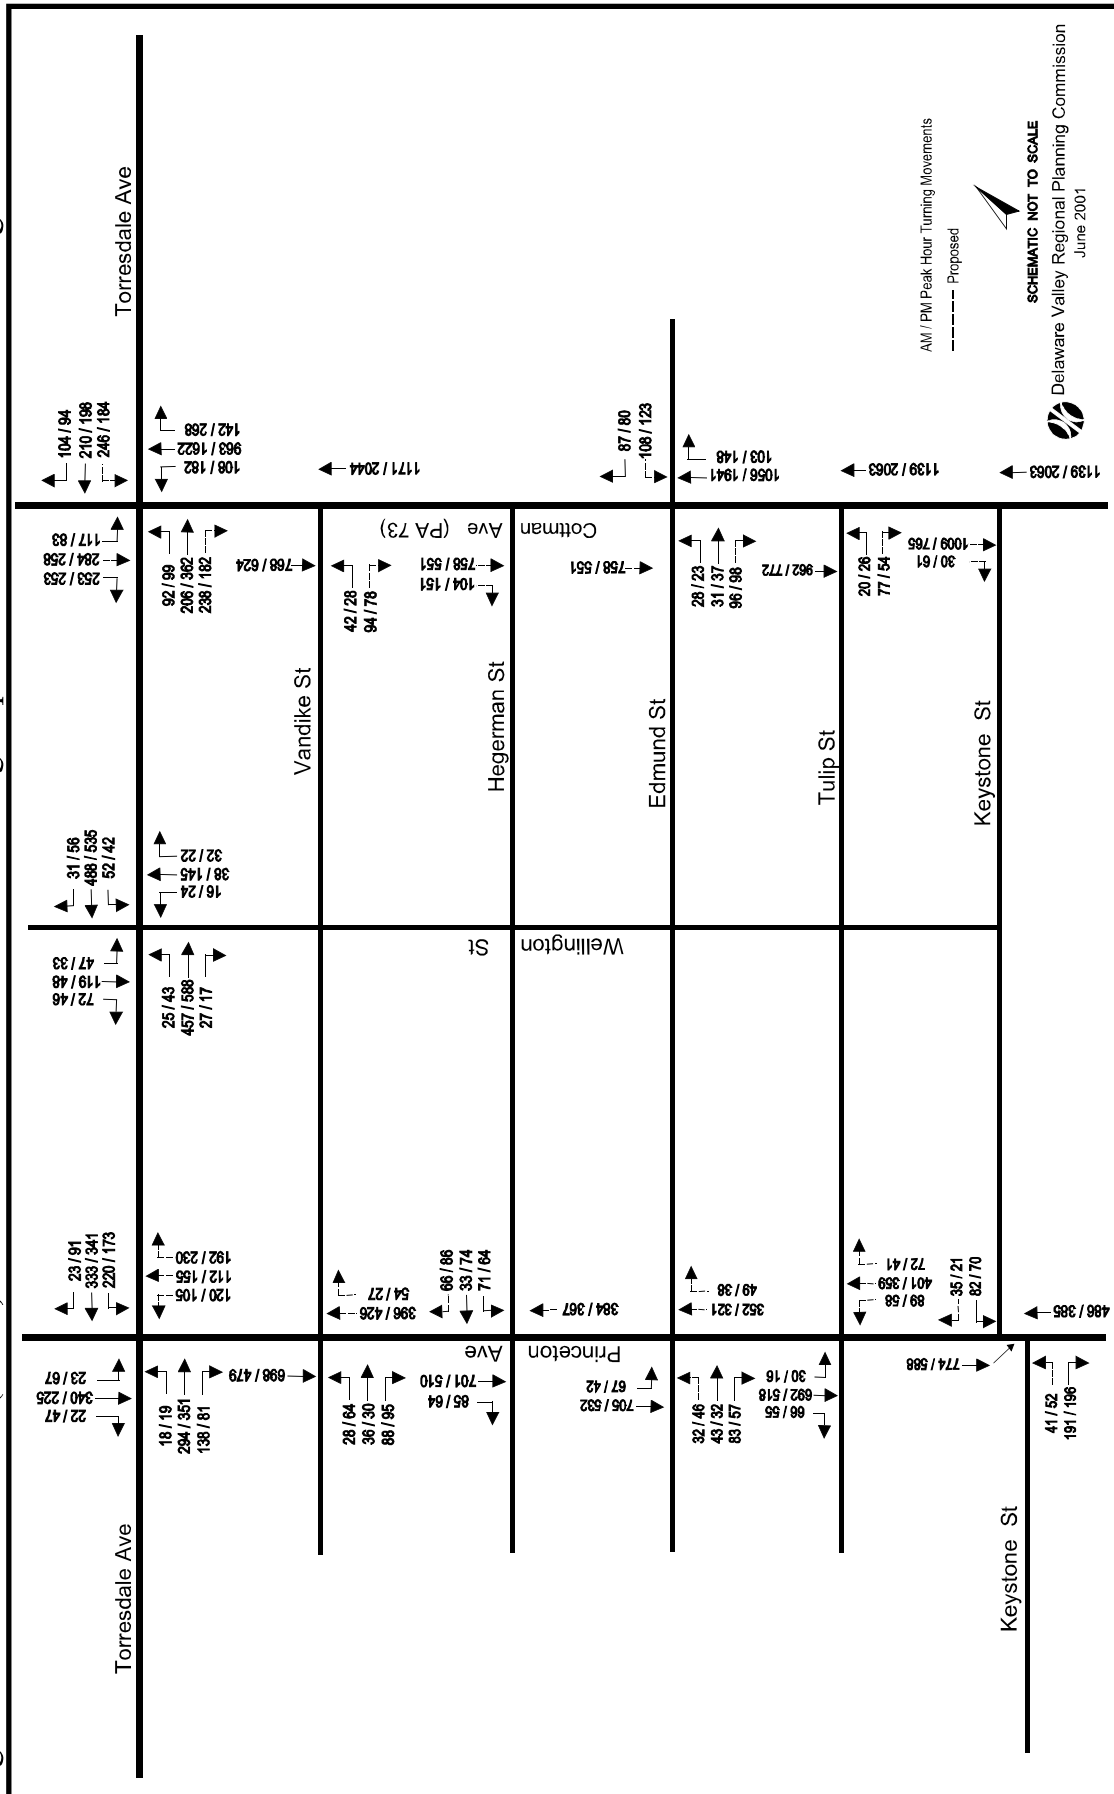 Torresdale Ave
Torresdale Ave
104 / 94
210 / 198
246 / 184
142 / 268
963 / 1622
108 / 182
117 / 83
284 / 258
253 / 253
92 / 99
206 / 362
238 / 182
31 / 56
488 / 535
52 / 42
32 / 22
38 / 145
16 / 24
47 / 33
119 / 48
72 / 46
25 / 43
457 / 588
27 / 17
23 / 91
333 / 341
220 / 173
192 / 230
112 / 155
120 / 105
23 / 67
340 / 225
22 / 47
18 / 19
294 / 351
138 / 81
Vandike St
1171 / 2044
768 / 624
42 / 28
94 / 78
54 / 27
396 / 426
698 / 479
28 / 64
36 / 30
88 / 95
Hegerman St
Cottman Ave (PA 73)
758 / 551
104 / 151
Wellington St
66 / 86
33 / 74
71 / 64
Princeton Ave
701 / 510
85 / 64
Edmund St
87 / 80
108 / 123
103 / 148
1056 / 1941
758 / 551
28 / 23
31 / 37
96 / 98
384 / 367
49 / 38
352 / 321
67 / 42
705 / 532
32 / 46
43 / 32
83 / 57
Tulip St
1139 / 2063
962 / 772
20 / 26
77 / 54
72 / 41
401 / 359
89 / 58
30 / 16
692 / 518
66 / 55
Keystone St
1139 / 2063
1009 / 765
30 / 61
35 / 21
82 / 70
486 / 385
774 / 588
41 / 52
191 / 196
Keystone St
AM / PM Peak Hour Turning Movements
Proposed
SCHEMATIC NOT TO SCALE
Delaware Valley Regional Planning Commission
June 2001